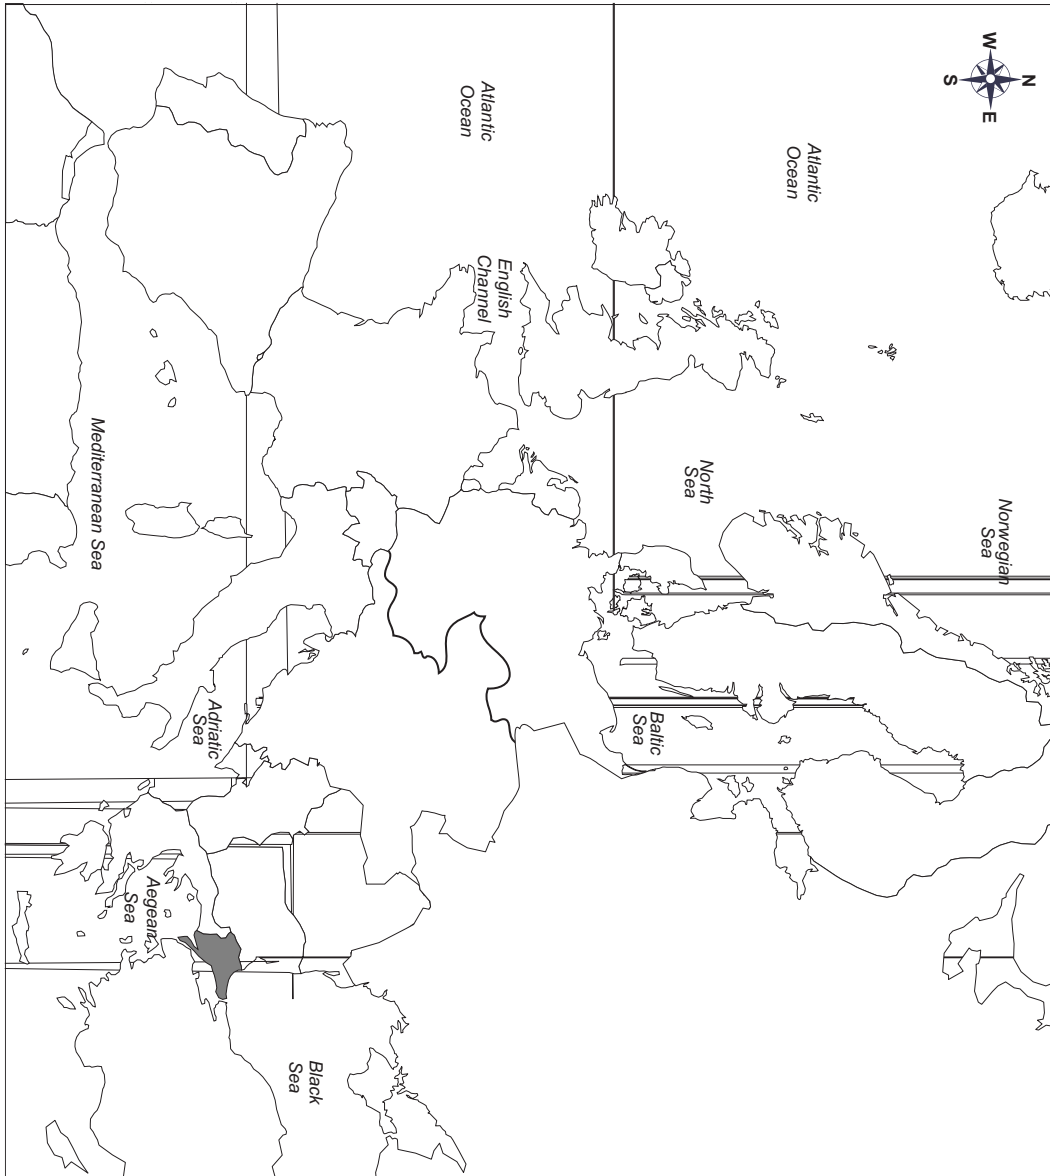 W
N
S
E
Atlantic
Ocean
Atlantic
Ocean
English
Channel
North
Sea
Norwegian
Sea
Mediterranean Sea
Adriatic
Sea
Baltic
Sea
Aegean
Sea
Black
Sea